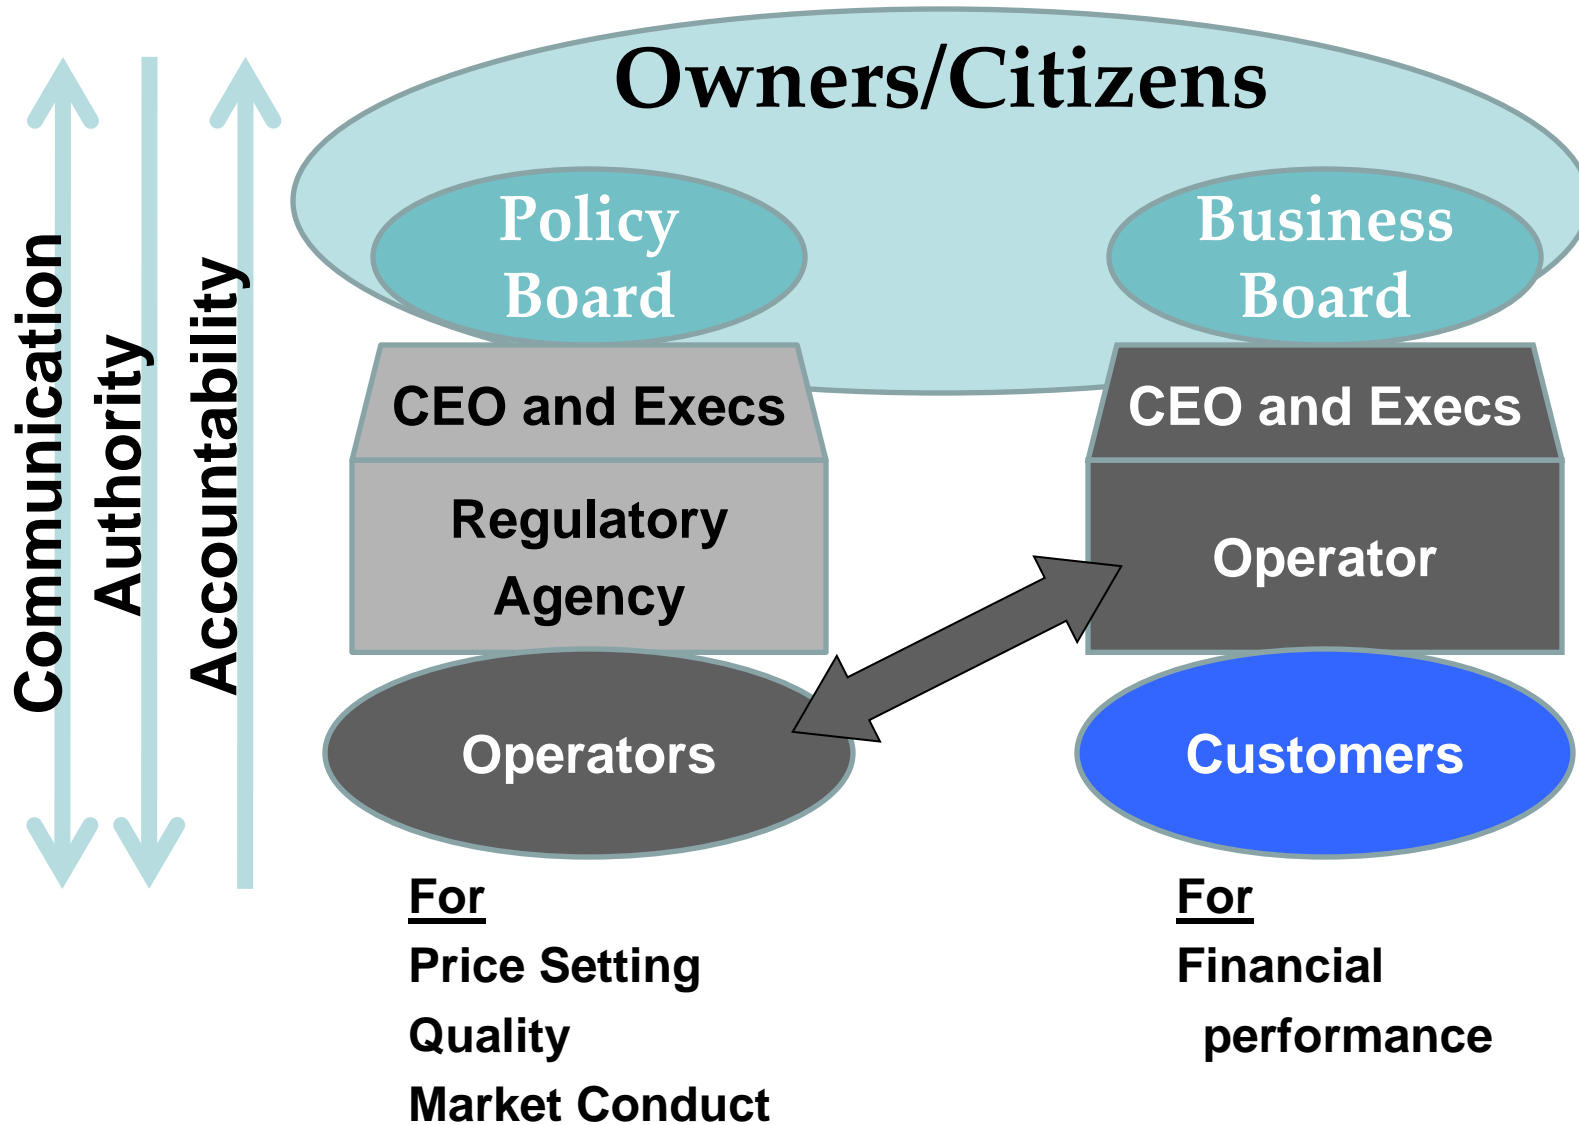 Communication
Authority
Accountability
Owners/Citizens
Policy
Board
Business
Board
CEO and Execs
CEO and Execs
Regulatory
Agency
Operator
Operators
Customers
For
Price Setting
Quality
Market Conduct
For
Financial
performance